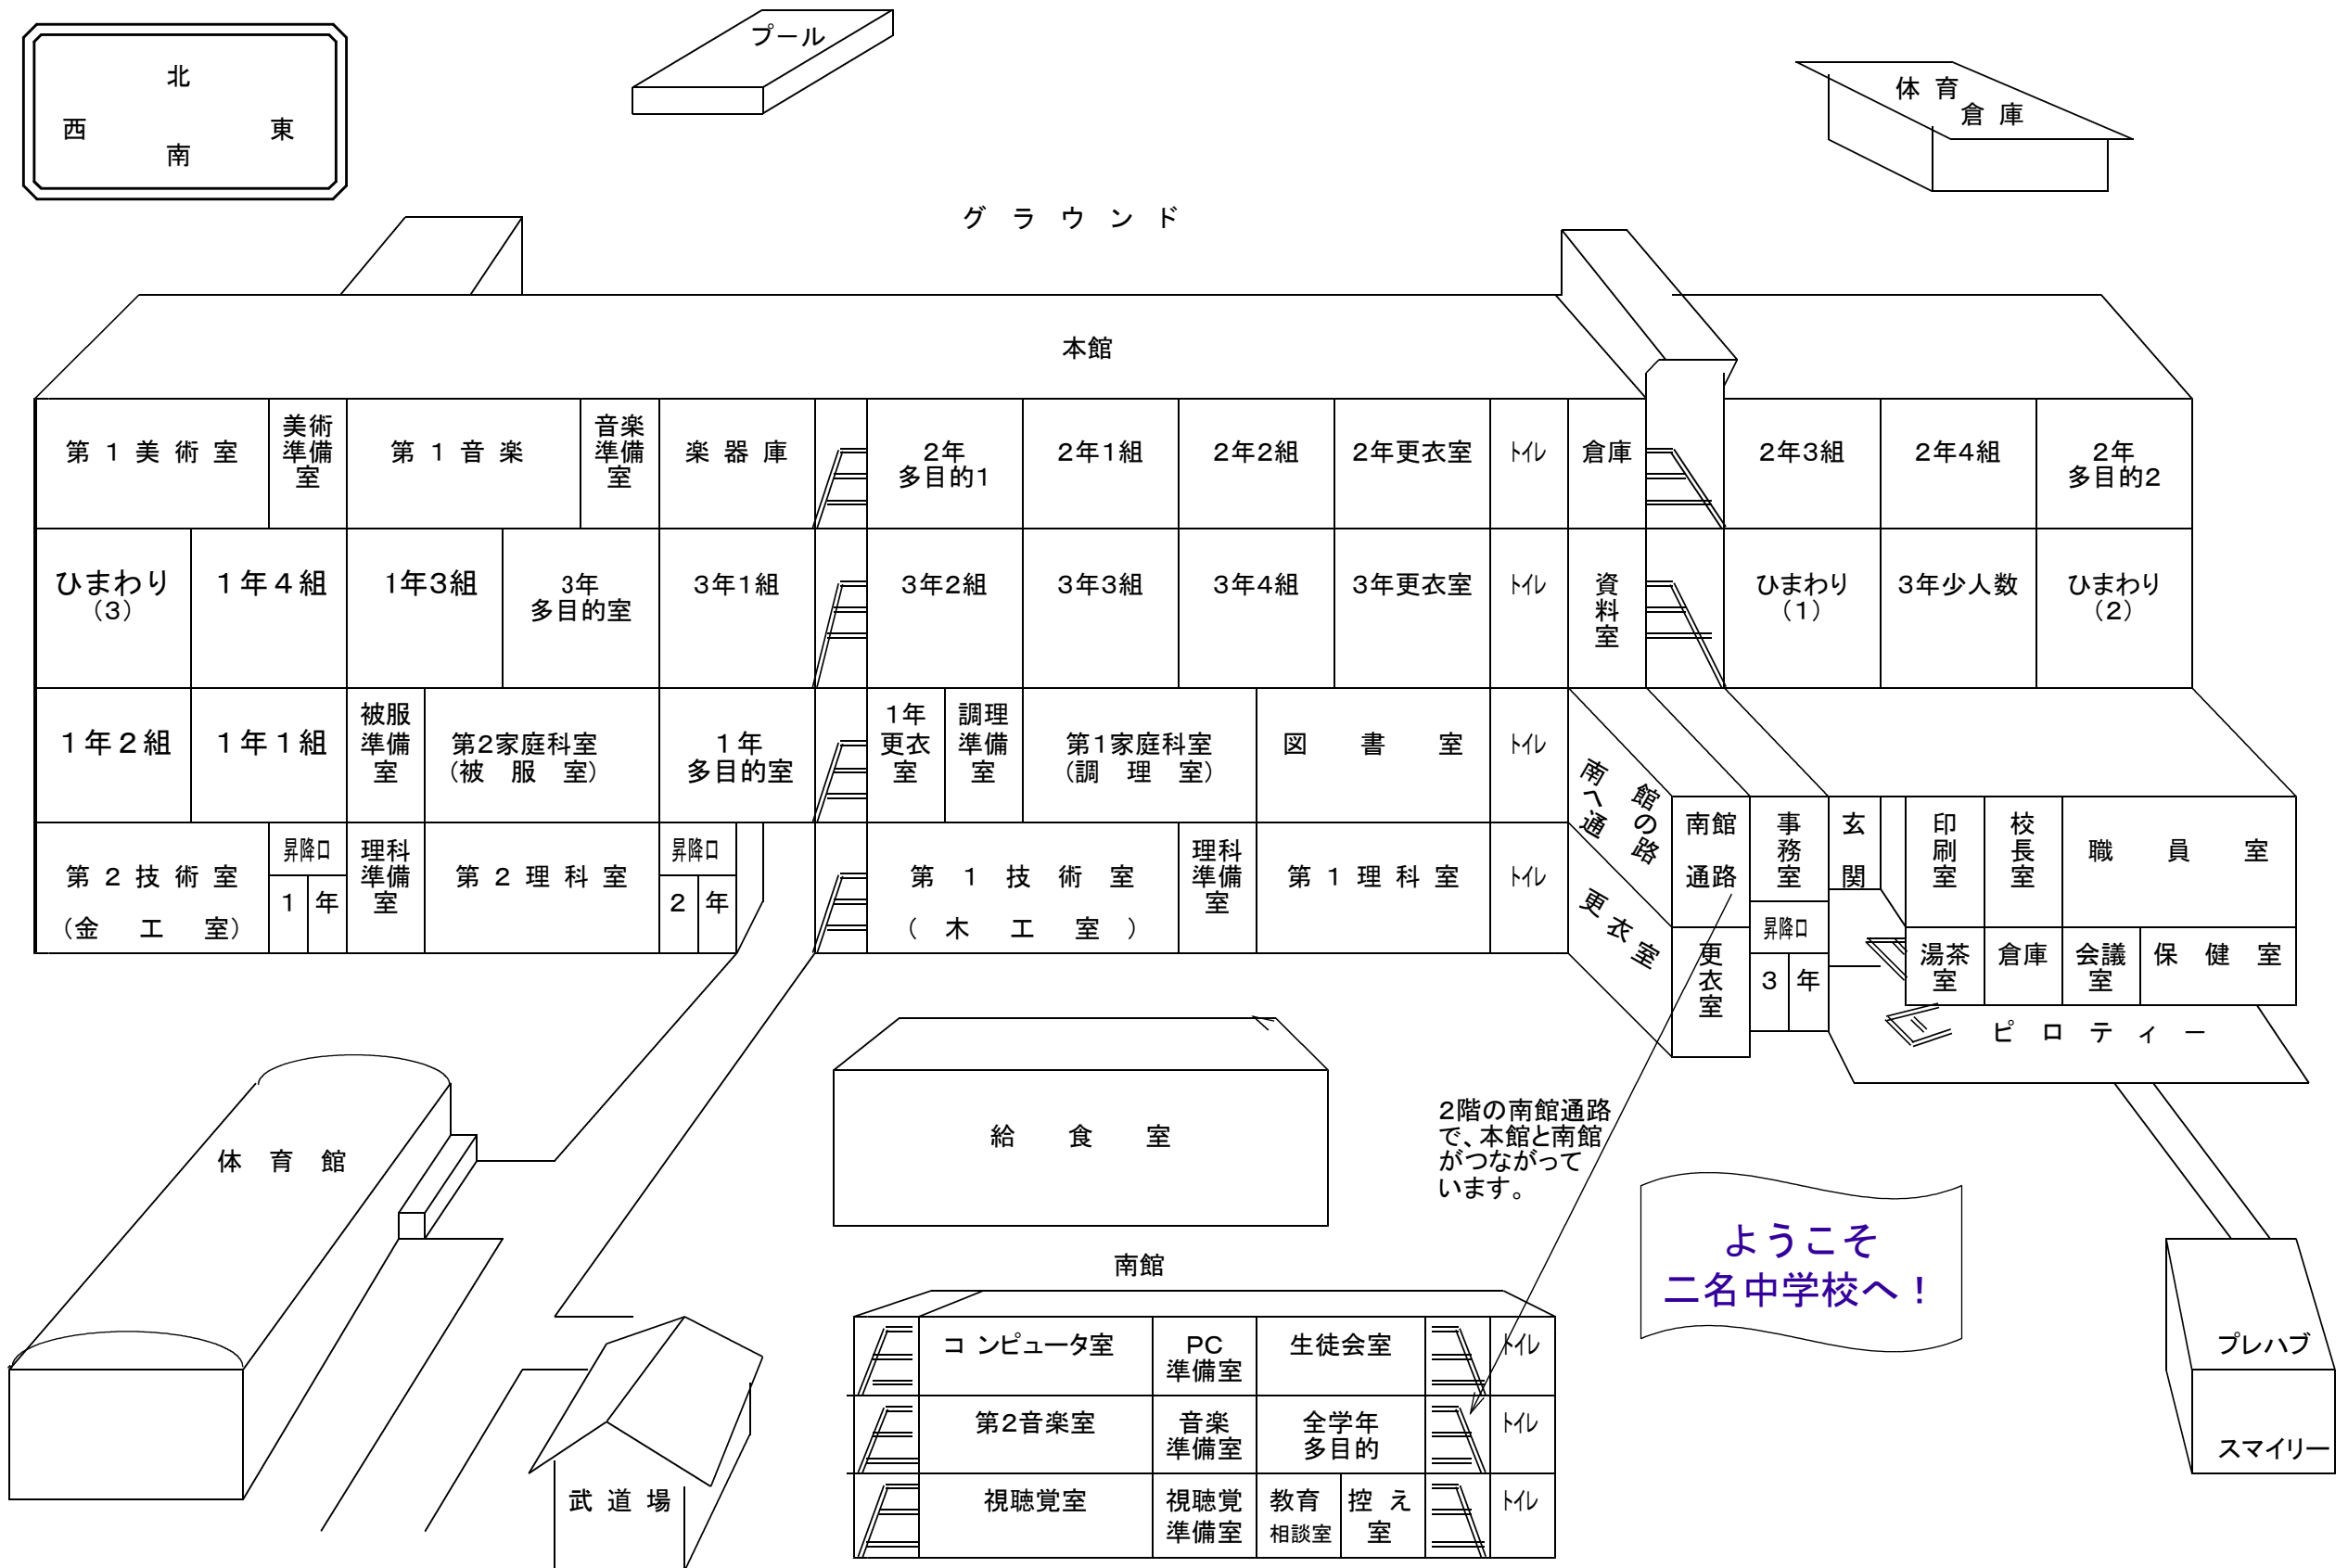 プール
北
西 東
南
体 育
倉 庫
グ ラ ウ ン ド
本館
第 1 美 術 室
美術
準備
室
第 1 音 楽
音楽
準備
室
楽 器 庫
2年
多目的1
2年1組
2年2組
2年更衣室
トイレ
倉庫
2年3組
2年4組
2年
多目的2
ひまわり
(3)
1年4組
1年3組
3年
多目的室
3年1組
3年2組
3年3組
3年4組
3年更衣室
トイレ
資
料
室
ひまわり
(1)
3年少人数
ひまわり
(2)
1年2組
1年1組
被服
準備
室
第2家庭科室
(被 服 室)
1年
多目的室
1年
更衣
室
調理
準備
室
第1家庭科室
(調 理 室)
図 書 室
トイレ
南館
への
通路
南館
通路
事
務
室
玄
関
印
刷
室
校
長
室
職 員 室
第 2 技 術 室
(金 工 室)
昇降口
1 年
理科
準備
室
第 2 理 科 室
昇降口
2 年
第 1 技 術 室
( 木 工 室 )
理科
準備
室
第 1 理 科 室
トイレ
更衣室
更
衣
室
昇降口
3 年
湯茶
室
倉庫
会議
室
保 健 室
ピ ロ ティ ー
給 食 室
体 育 館
2階の南館通路
で、本館と南館
がつながって
います。
ようこそ
二名中学校へ!
南館
コンピュータ室
PC
準備室
生徒会室
トイレ
第2音楽室
音楽
準備室
全学年
多目的
トイレ
視聴覚室
視聴覚
準備室
教育
相談室
控 え
室
トイレ
武 道 場
プレハブ
スマイリー